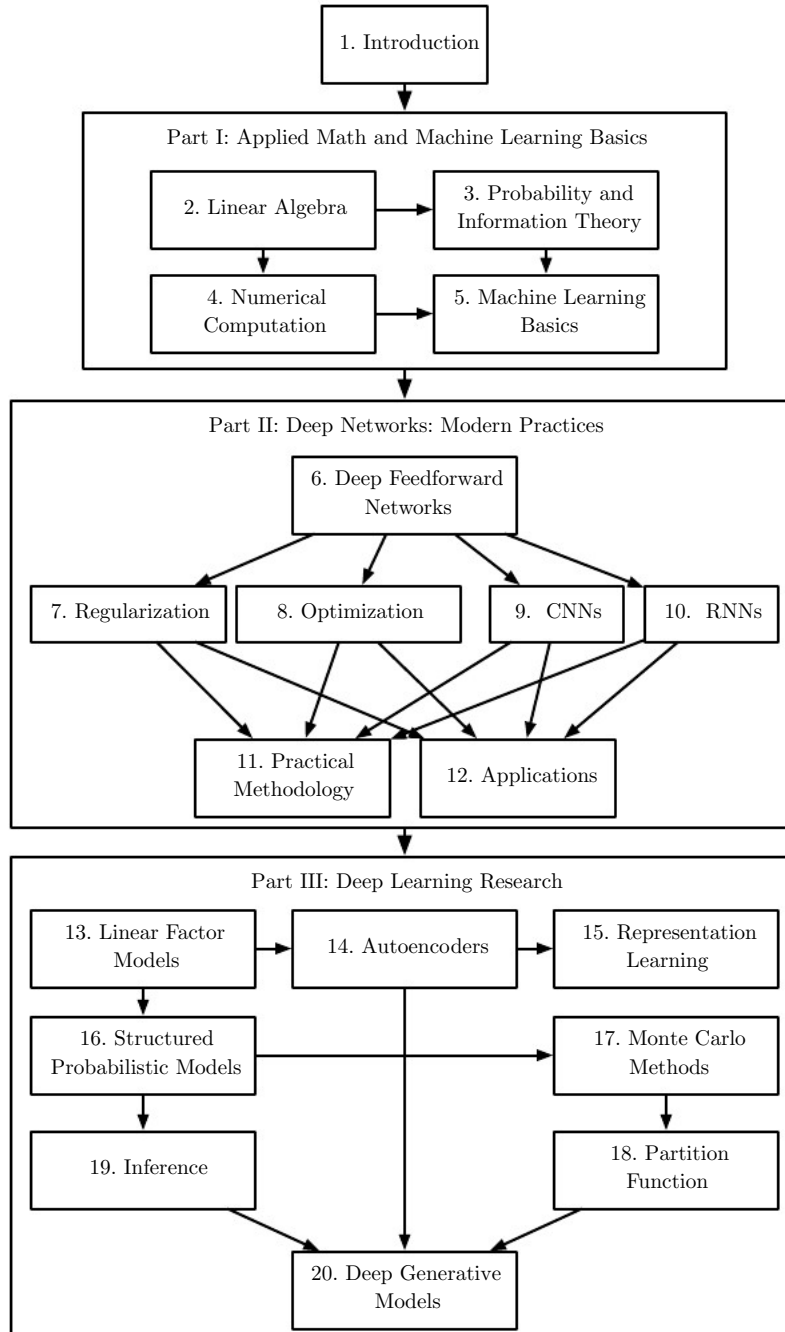 1. Introduction
Part I: Applied Math and Machine Learning Basics
2. Linear Algebra
3. Probability and
Information Theory
4. Numerical
Computation
5. Machine Learning
Basics
Part II: Deep Networks: Modern Practices
6. Deep Feedforward
Networks
7. Regularization
8. Optimization
9. CNNs
10. RNNs
11. Practical
Methodology
12. Applications
Part III: Deep Learning Research
13. Linear Factor
Models
14. Autoencoders
15. Representation
Learning
16. Structured
Probabilistic Models
17. Monte Carlo
Methods
19. Inference
18. Partition
Function
20. Deep Generative
Models